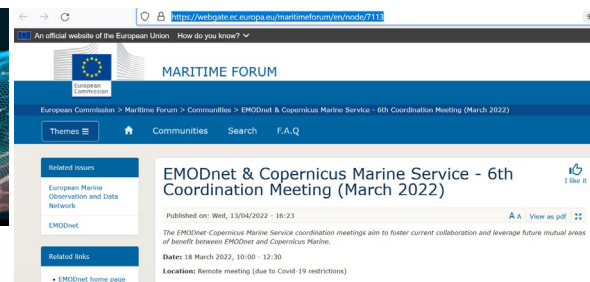 https://webgate.ec.europa.eu/maritimeforum/en/node/7113
An official website of the European Union How do you know?
European
Commission
MARITIME FORUM
European Commission > Maritime Forum > Communities > EMODnet & Copernicus Marine Service - 6th Coordination Meeting (March 2022)
Themes
Communities
Search
F.A.Q
Related issues
European Marine
Observation and Data
Network
EMODnet
Related links
• EMODnet home page
EMODnet & Copernicus Marine Service - 6th
Coordination Meeting (March 2022)
I like it
Published on: Wed, 13/04/2022 - 16:23
A A View as pdf
The EMODnet-Copernicus Marine Service coordination meetings aim to foster current collaboration and leverage future mutual areas
of benefit between EMODnet and Copernicus Marine.
Date: 18 March 2022, 10:00 - 12:30
Location: Remote meeting (due to Covid-19 restrictions)